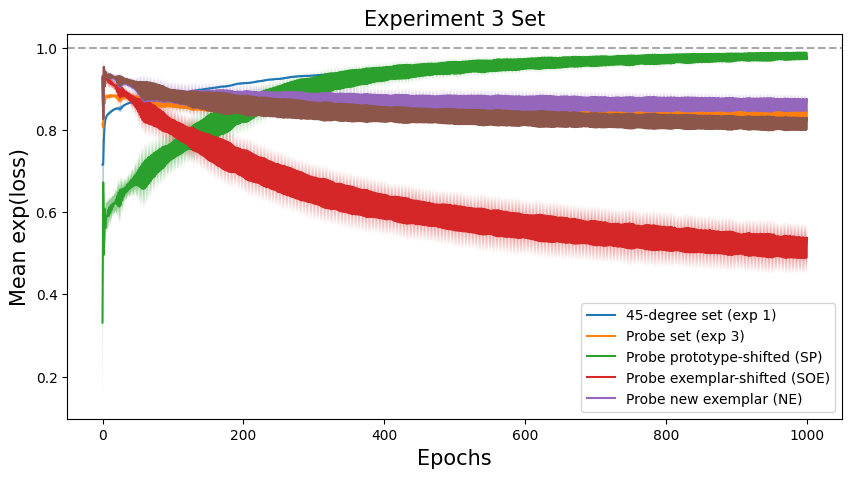 Experiment 3 Set
Mean exp(loss)
1.0
0.8
0.6
0.4
0.2
0
200
400
600
800
1000
Epochs
45-degree set (exp 1)
Probe set (exp 3)
Probe prototype-shifted (SP)
Probe exemplar-shifted (SOE)
Probe new exemplar (NE)